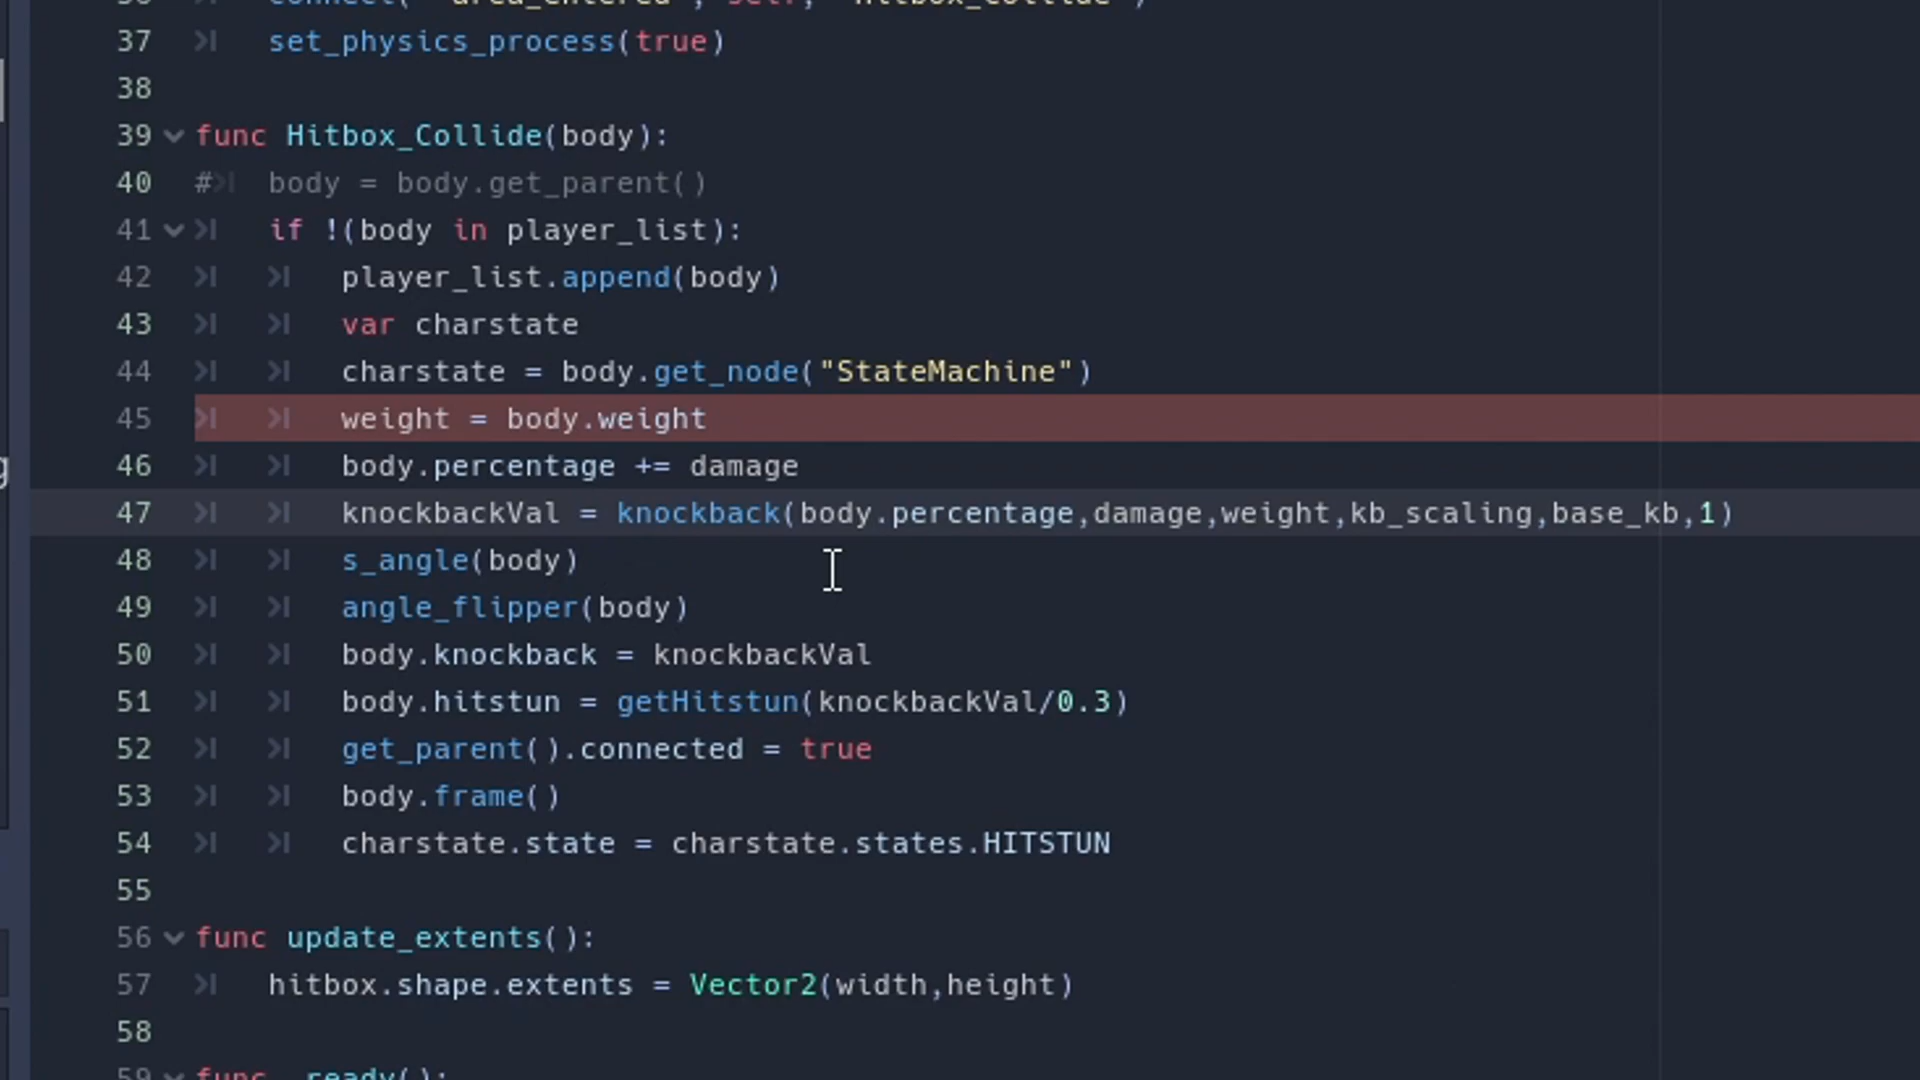 37 set_physics_process(true)
38
39 func Hitbox_Collide(body):
40 # body = body.get_parent()
41 if !(body in player_list):
42 player_list.append(body)
43 var charstate
44 charstate = body.get_node("StateMachine")
45 weight = body.weight
46 body.percentage += damage
47 knockbackVal = knockback(body.percentage,damage,weight,kb_scaling,base_kb,1)
48 s_angle(body)
49 angle_flipper(body)
50 body.knockback = knockbackVal
51 body.hitstun = getHitstun(knockbackVal/0.3)
52 get_parent().connected = true
53 body.frame()
54 charstate.state = charstate.states.HITSTUN
55
56 func update_extents():
57 hitbox.shape.extents = Vector2(width,height)
58
59 func _ready():